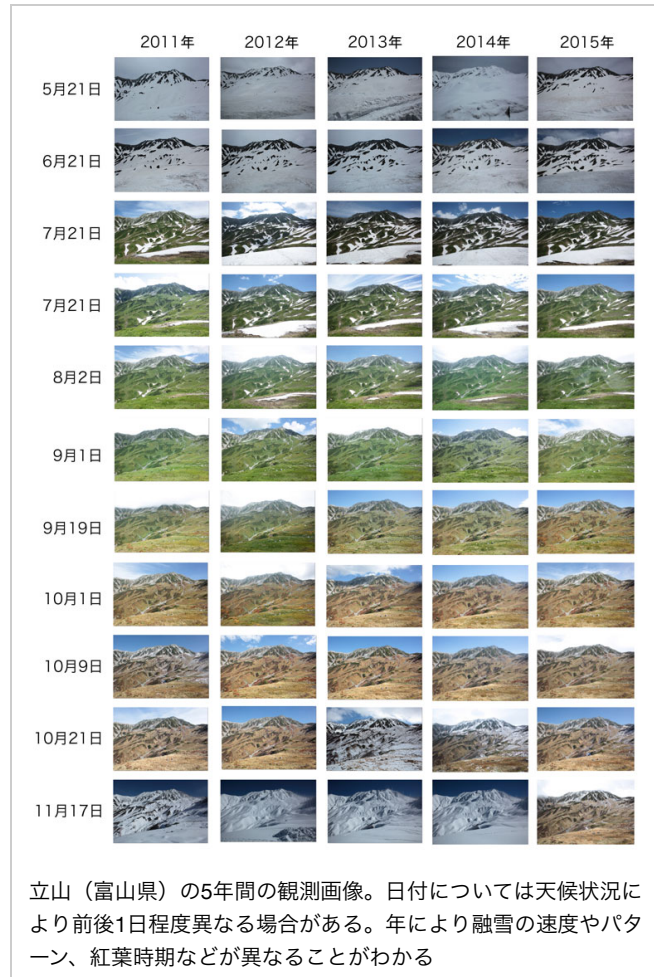 2011年 2012年 2013年 2014年 2015年
5月21日
6月21日
7月21日
7月21日
8月2日
9月1日
9月19日
10月1日
10月9日
10月21日
11月17日
立山（富山県）の5年間の観測画像。日付については天候状況に
より前後1日程度異なる場合がある。年により融雪の速度やパタ
ーン、紅葉時期などが異なることがわかる